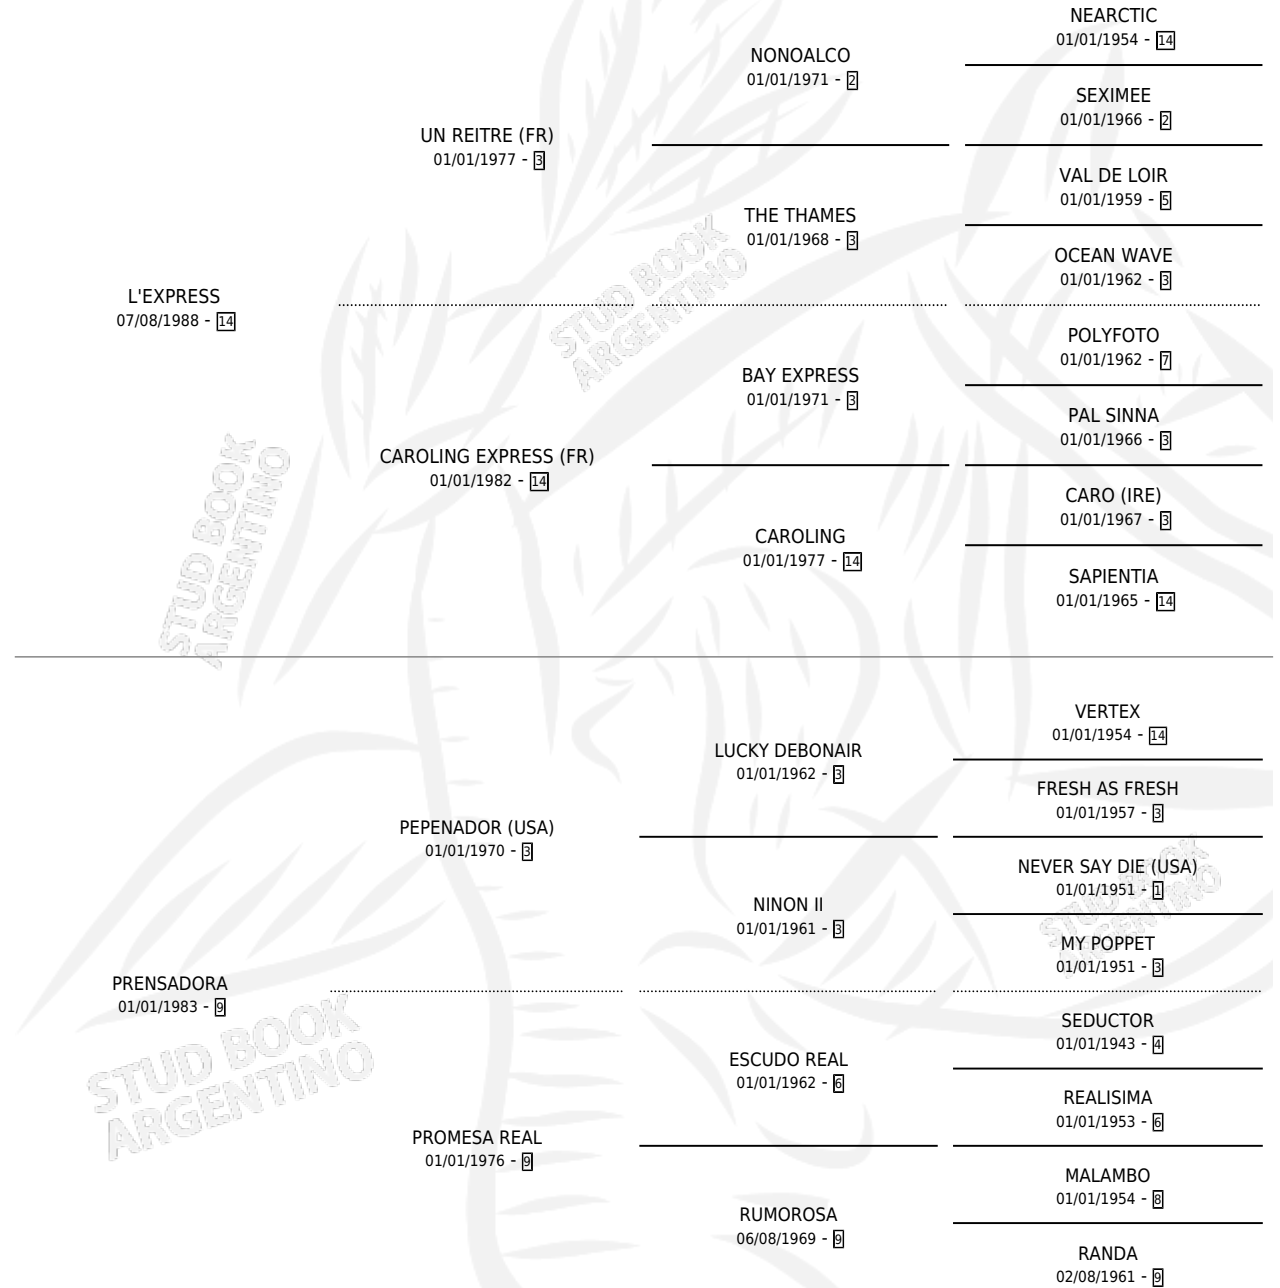 NEARCTIC
01/01/1954 - 14
NONOALCO
01/01/1971 - 2
SEXIMEE
01/01/1966 - 2
UN REITRE (FR)
01/01/1977 - 3
VAL DE LOIR
01/01/1959 - 5
THE THAMES
01/01/1968 - 3
OCEAN WAVE
01/01/1962 - 3
L'EXPRESS
07/08/1988 - 14
POLYFOTO
01/01/1962 - 7
BAY EXPRESS
01/01/1971 - 3
PAL SINNA
01/01/1966 - 3
CAROLING EXPRESS (FR)
01/01/1982 - 14
CARO (IRE)
01/01/1967 - 3
CAROLING
01/01/1977 - 14
SAPIENTIA
01/01/1965 - 14
VERTEX
01/01/1954 - 14
LUCKY DEBONAIR
01/01/1962 - 3
FRESH AS FRESH
01/01/1957 - 3
PEPENADOR (USA)
01/01/1970 - 3
NEVER SAY DIE (USA)
01/01/1951 - 1
NINON II
01/01/1961 - 3
MY POPPET
01/01/1951 - 3
PRENSADORA
01/01/1983 - 9
SEDUCTOR
01/01/1943 - 4
ESCUDO REAL
01/01/1962 - 6
REALISIMA
01/01/1953 - 6
PROMESA REAL
01/01/1976 - 9
MALAMBO
01/01/1954 - 8
RUMOROSA
06/08/1969 - 9
RANDA
02/08/1961 - 9
STUD BOOK
ARGENTINO
STUD BOOK
ARGENTINO
STUD BOOK
ARGENTINO
STUD BOOK
ARGENTINO